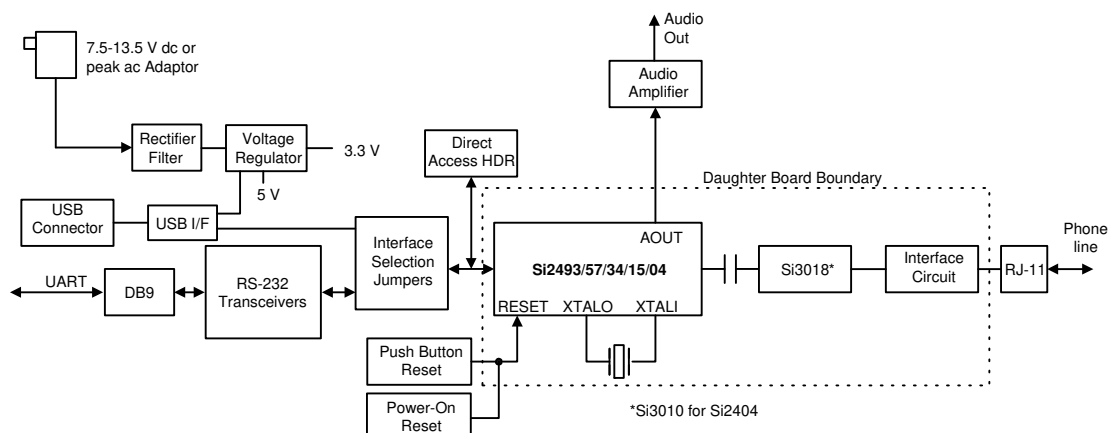 Audio
Out
7.5-13.5 V dc or
peak ac Adaptor
Audio
Amplifier
Rectifier
Filter
Voltage
Regulator
3.3 V
Direct
Access HDR
5 V
Daughter Board Boundary
USB
Connector
USB I/F
Interface
Selection
Jumpers
AOUT
Si2493/57/34/15/04
Si3018*
Interface
Circuit
RJ-11
Phone
line
UART
DB9
RS-232
Transceivers
RESET XTALO XTALI
Push Button
Reset
Power-On
Reset
*Si3010 for Si2404